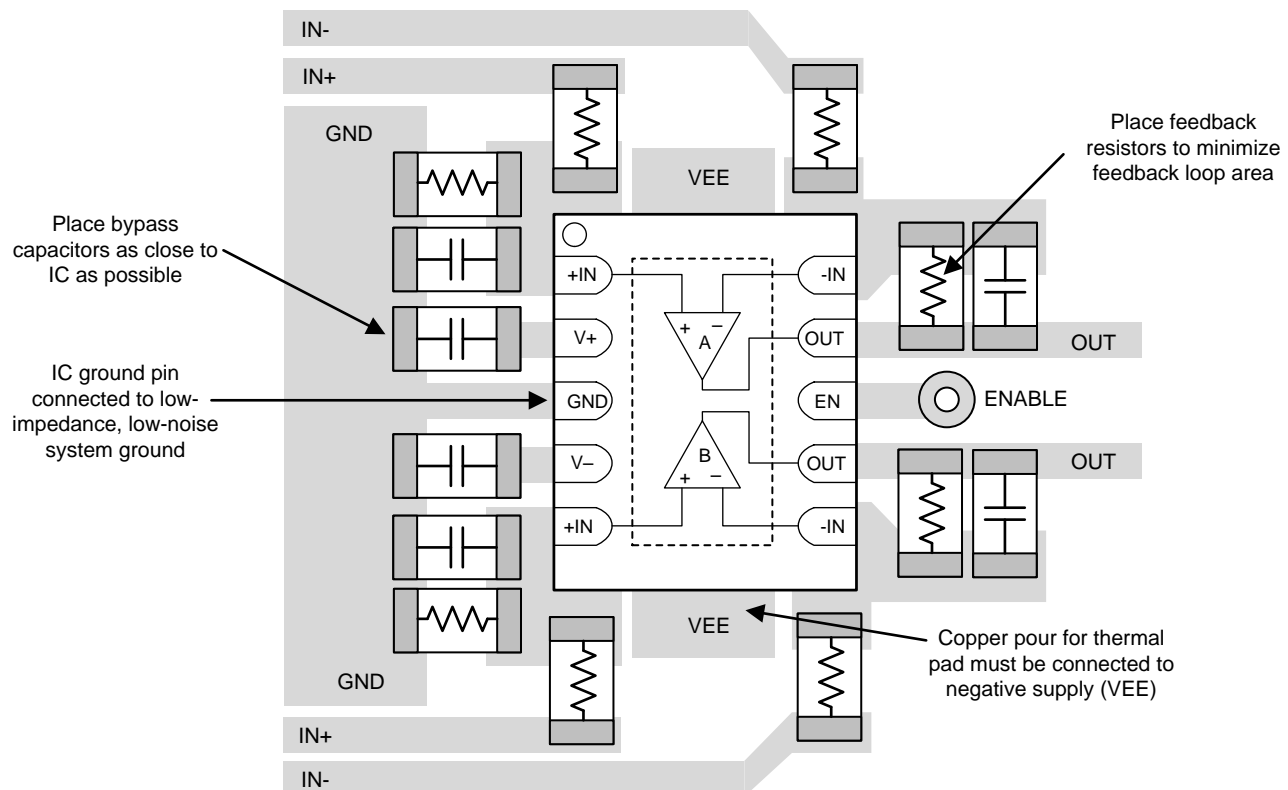 IN-
IN+
GND
VEE
Place feedback
resistors to minimize
feedback loop area
Place bypass
capacitors as close to
IC as possible
+IN
-IN
V+
+ –
A
OUT
OUT
IC ground pin
connected to low-
impedance, low-noise
system ground
GND
EN
ENABLE
V–
B
+ –
OUT
OUT
+IN
-IN
VEE
Copper pour for thermal
pad must be connected to
negative supply (VEE)
GND
IN+
IN-